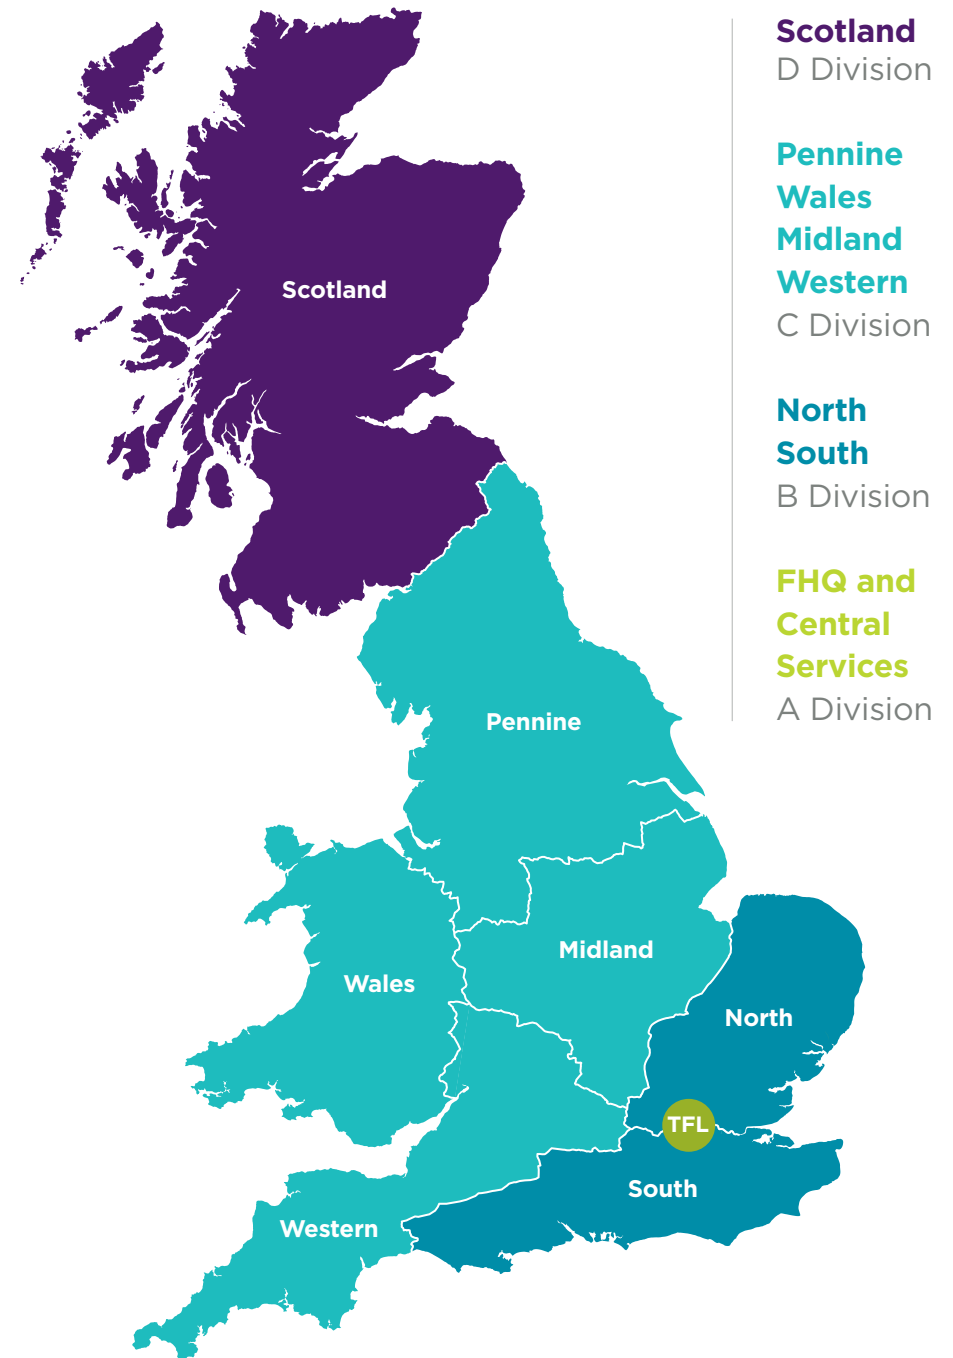 Scotland
D Division
Pennine
Wales
Midland
Western
C Division
North
South
B Division
FHQ and
Central
Services
A Division
Scotland
Pennine
Midland
Wales
North
TFL
South
Western